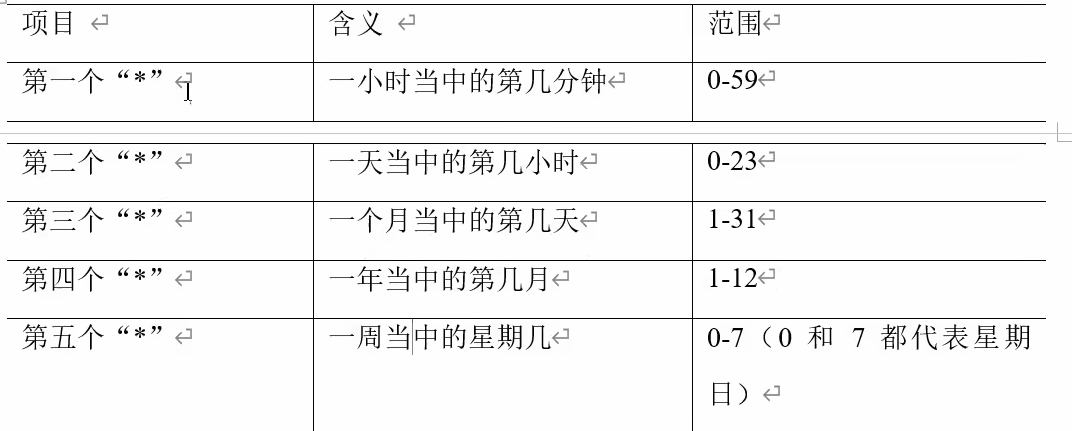 项目 含义 范围
第一个“*” 一小时当中的第几分钟 0-59
第二个“*” 一天当中的第几小时 0-23
第三个“*” 一个月当中的第几天 1-31
第四个“*” 一年当中的第几月 1-12
第五个“*” 一周当中的星期几 0-7（0 和 7 都代表星期
日）